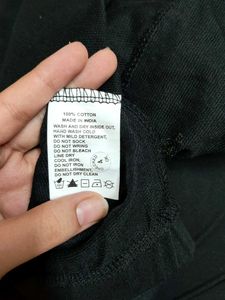 100% COTTON
MADE IN INDIA
WASH AND DRY INSIDE OUT,
HAND WASH COLD
WITH MILD DETERGENT,
DO NOT SOCK
DO NOT WRING
DO NOT BLEACH
LINE DRY
COOL IRON,
DO NOT IRON
EMBELLISHMENT,
DO NOT DRY CLEAN